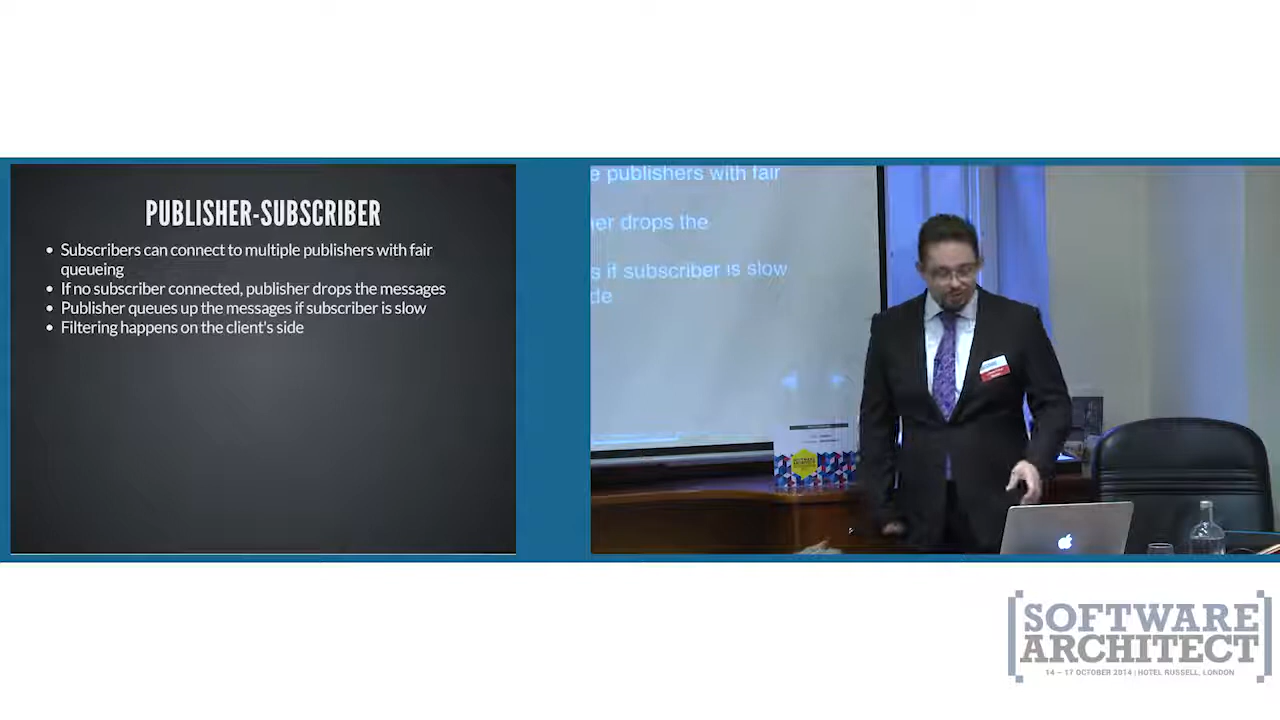 PUBLISHER-SUBSCRIBER
Subscribers can connect to multiple publishers with fair
queueing
If no subscriber connected, publisher drops the messages
Publisher queues up the messages if subscriber is slow
Filtering happens on the client's side
e publishers with fair
er drops the
s if subscriber is slow
de
SOFTWARE
ARCHITECT
14 – 17 OCTOBER 2014 | HOTEL RUSSELL, LONDON